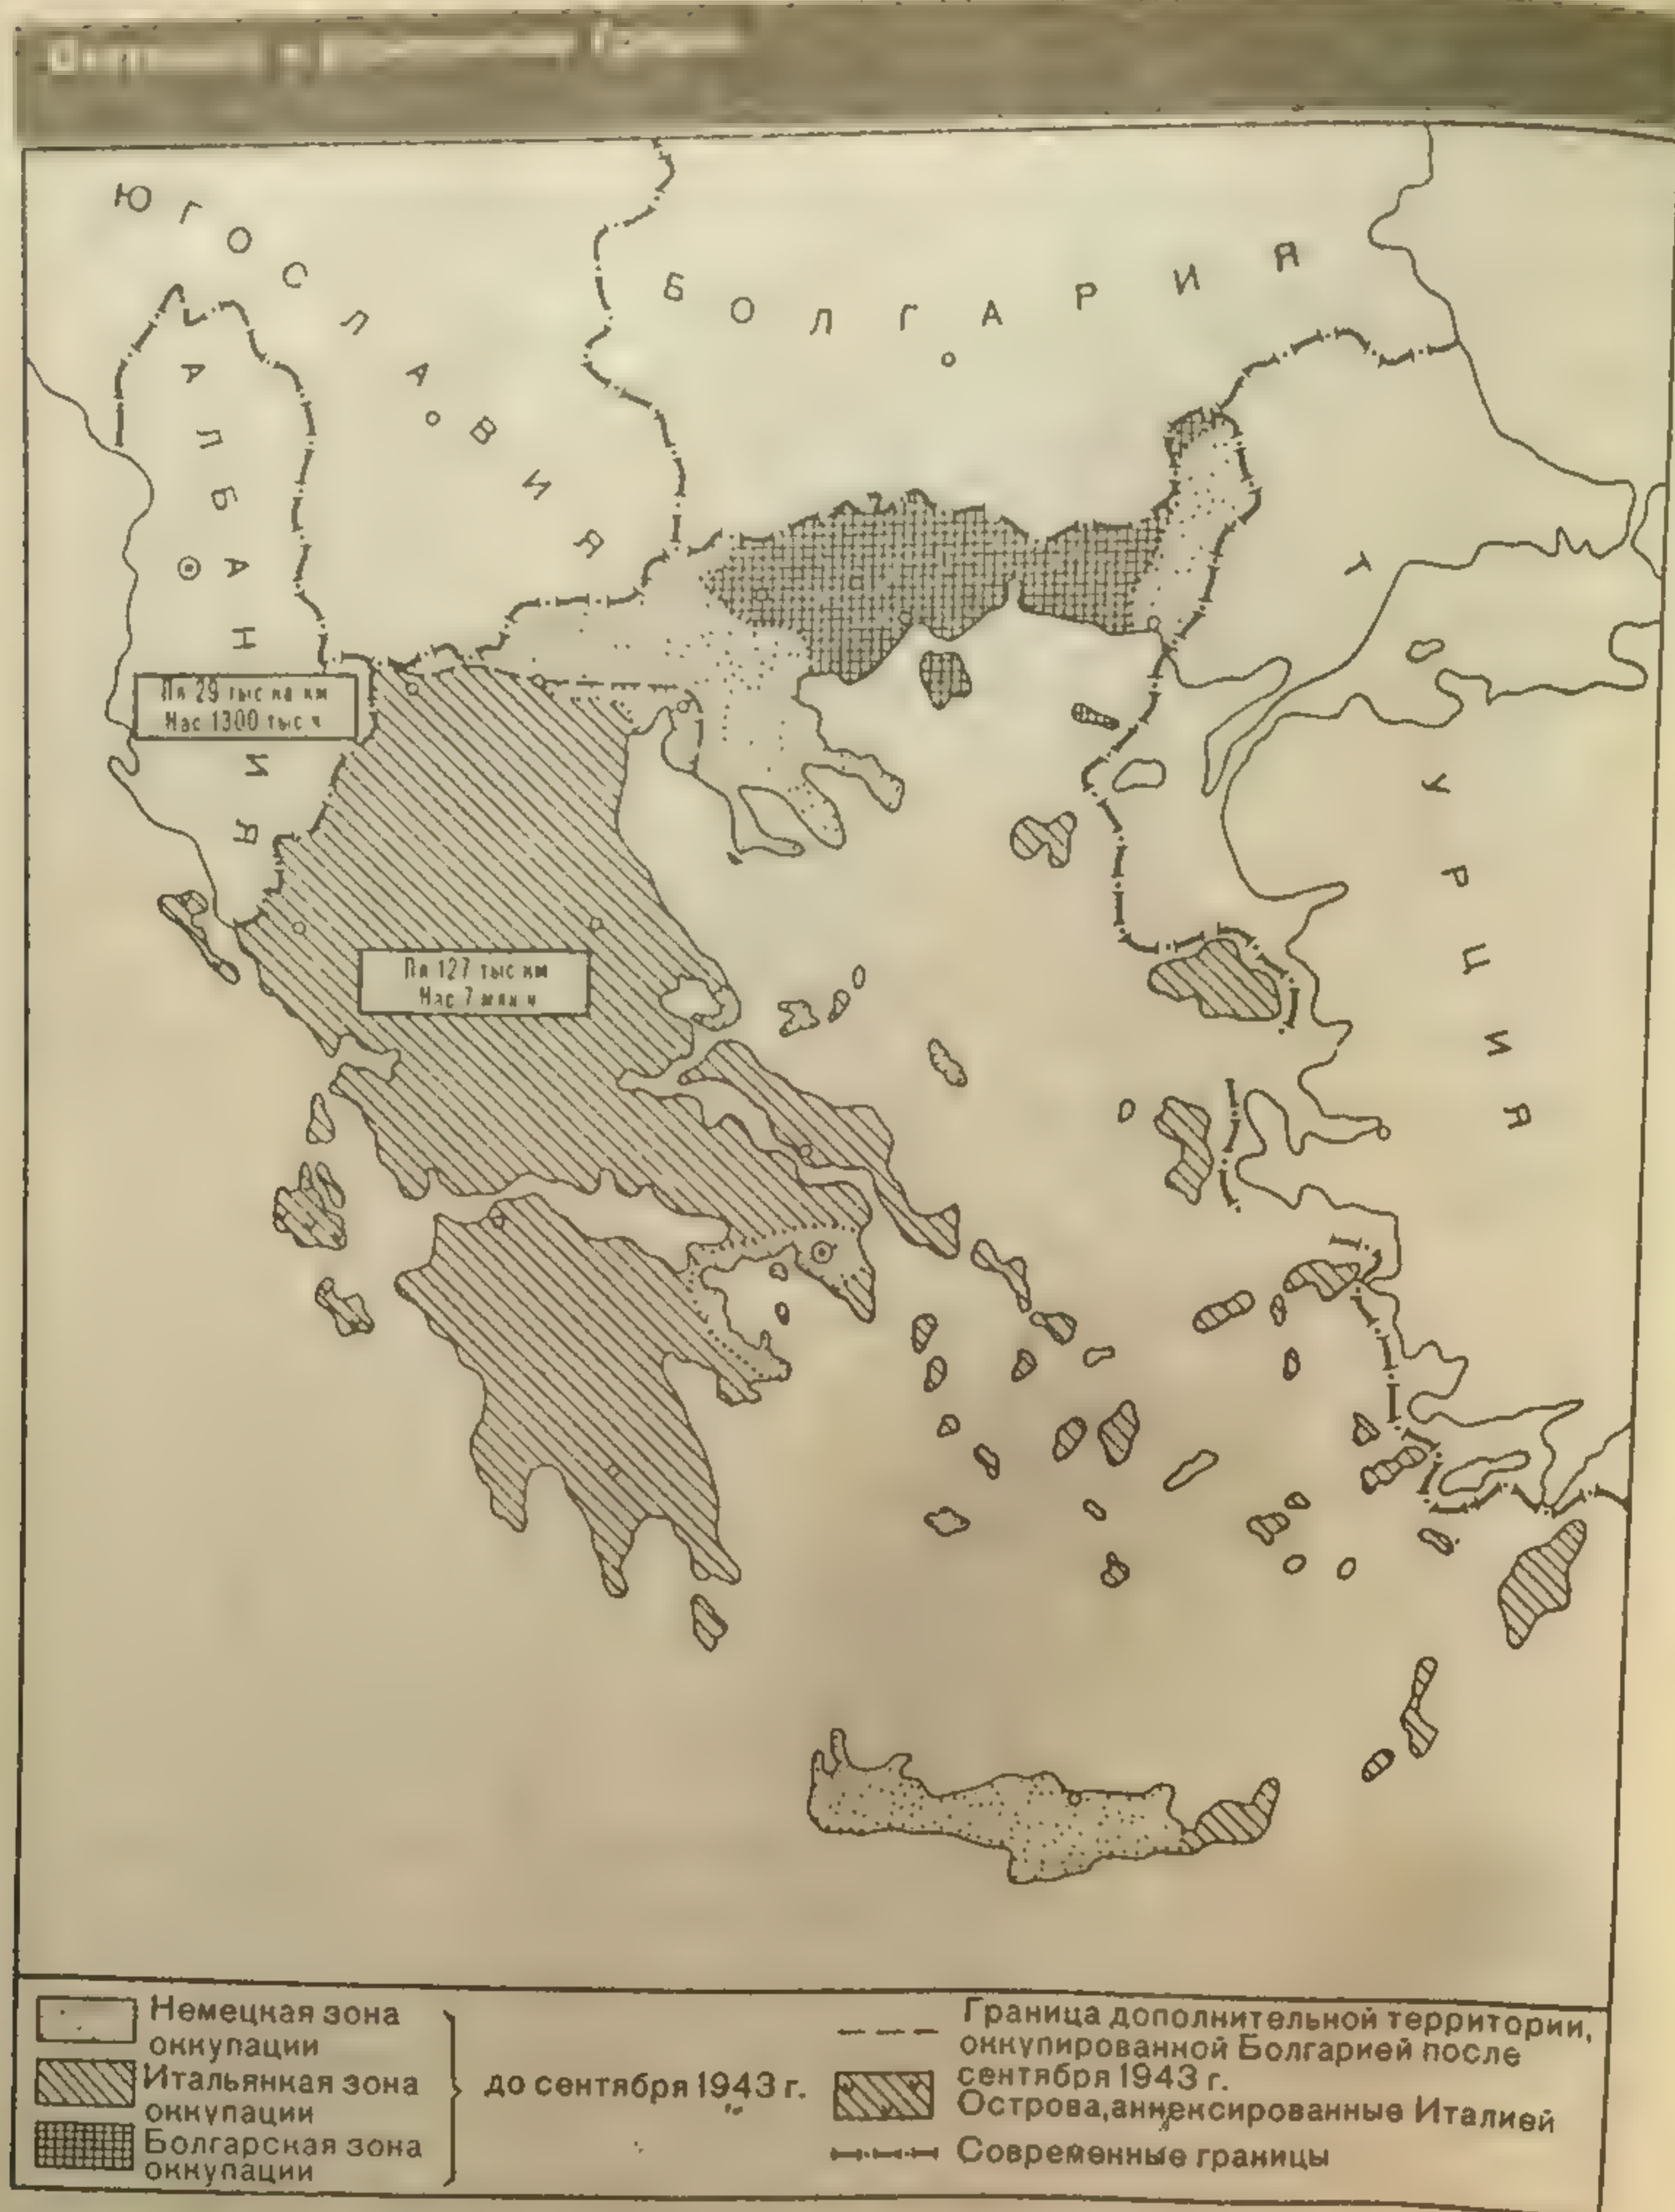 ЮГОСЛАВИЯ
БОЛГАРИЯ
АЛБАНИЯ
ТУРЦИЯ
Пл 29 тыс кв км
Нас 1300 тыс ч
Пл 127 тыс км
Нас 7 млн ч
Немецкая зона
оккупации
Итальянкая зона
оккупации
Болгарская зона
оккупации
до сентября 1943 г.
Граница дополнительной территории,
оккупированной Болгарией после
сентября 1943 г.
Острова,аннексированные Италией
Современные границы